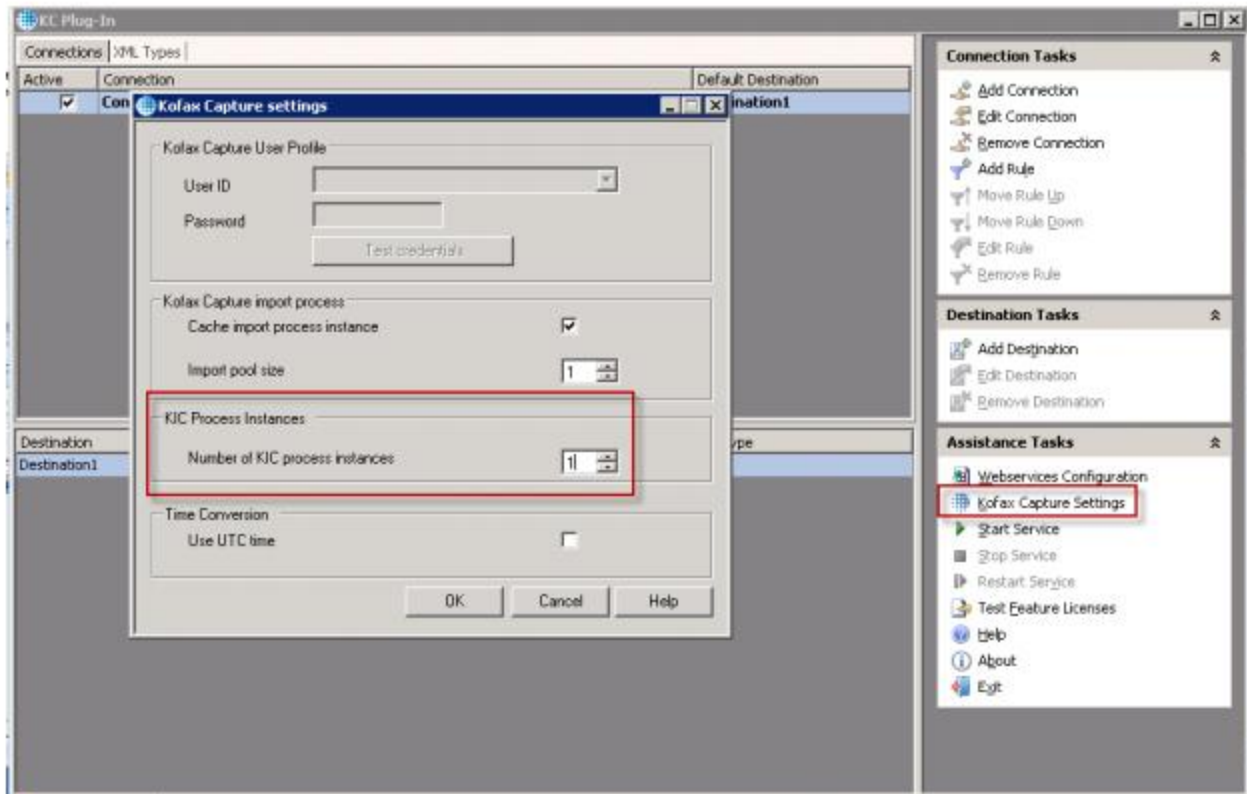 KC Plug-In
Connections XML Types
Active Connection Default Destination
Con ination1
Kofax Capture settings
Kofax Capture User Profile
User ID
Password
Test credentials
Kofax Capture import process
Cache import process instance
Import pool size 1
KIC Process Instances
Number of KIC process instances 1
Time Conversion
Use UTC time
OK Cancel Help
Destination ype
Destination1
Connection Tasks
Add Connection
Edit Connection
Remove Connection
Add Rule
Move Rule Up
Move Rule Down
Edit Rule
Remove Rule
Destination Tasks
Add Destination
Edit Destination
Remove Destination
Assistance Tasks
Webservices Configuration
Kofax Capture Settings
Start Service
Stop Service
Restart Service
Test Feature Licenses
Help
About
Exit